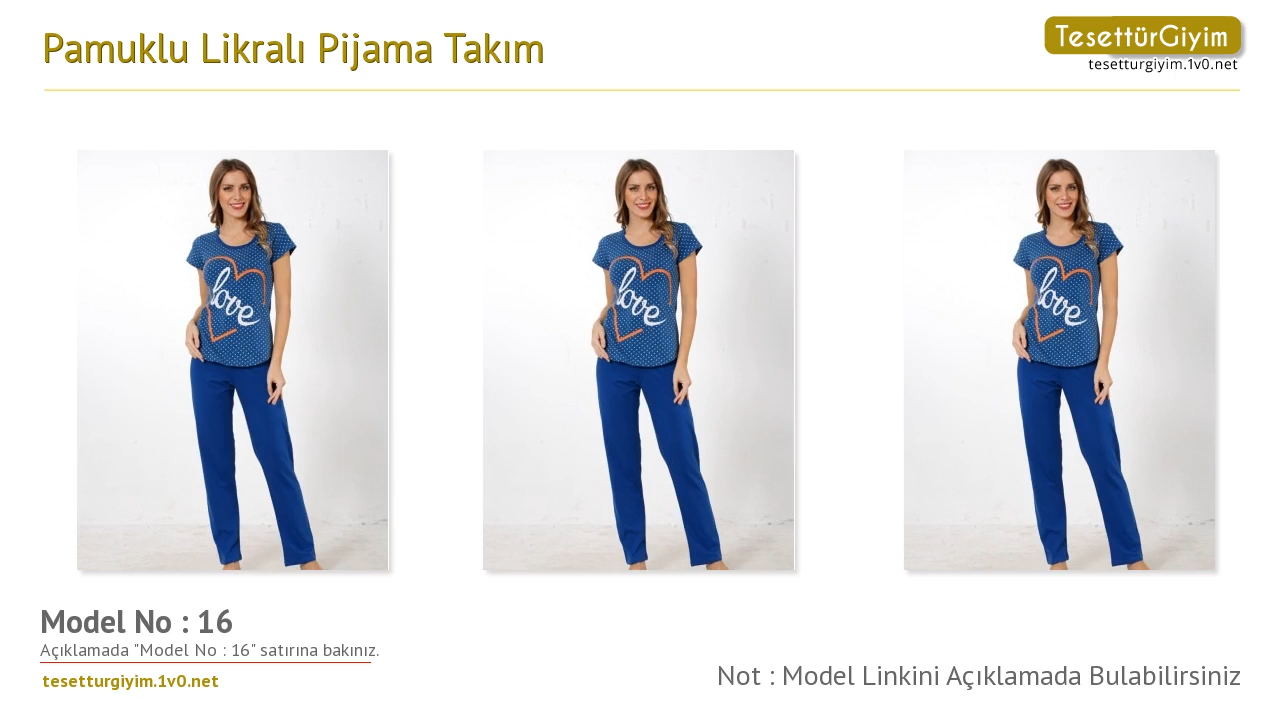 Pamuklu Likralı Pijama Takım
TesettürGiyim
tesetturgiyim.1v0.net
love
love
love
Model No : 16
Açıklamada "Model No : 16" satırına bakınız.
tesetturgiyim.1v0.net
Not : Model Linkini Açıklamada Bulabilirsiniz